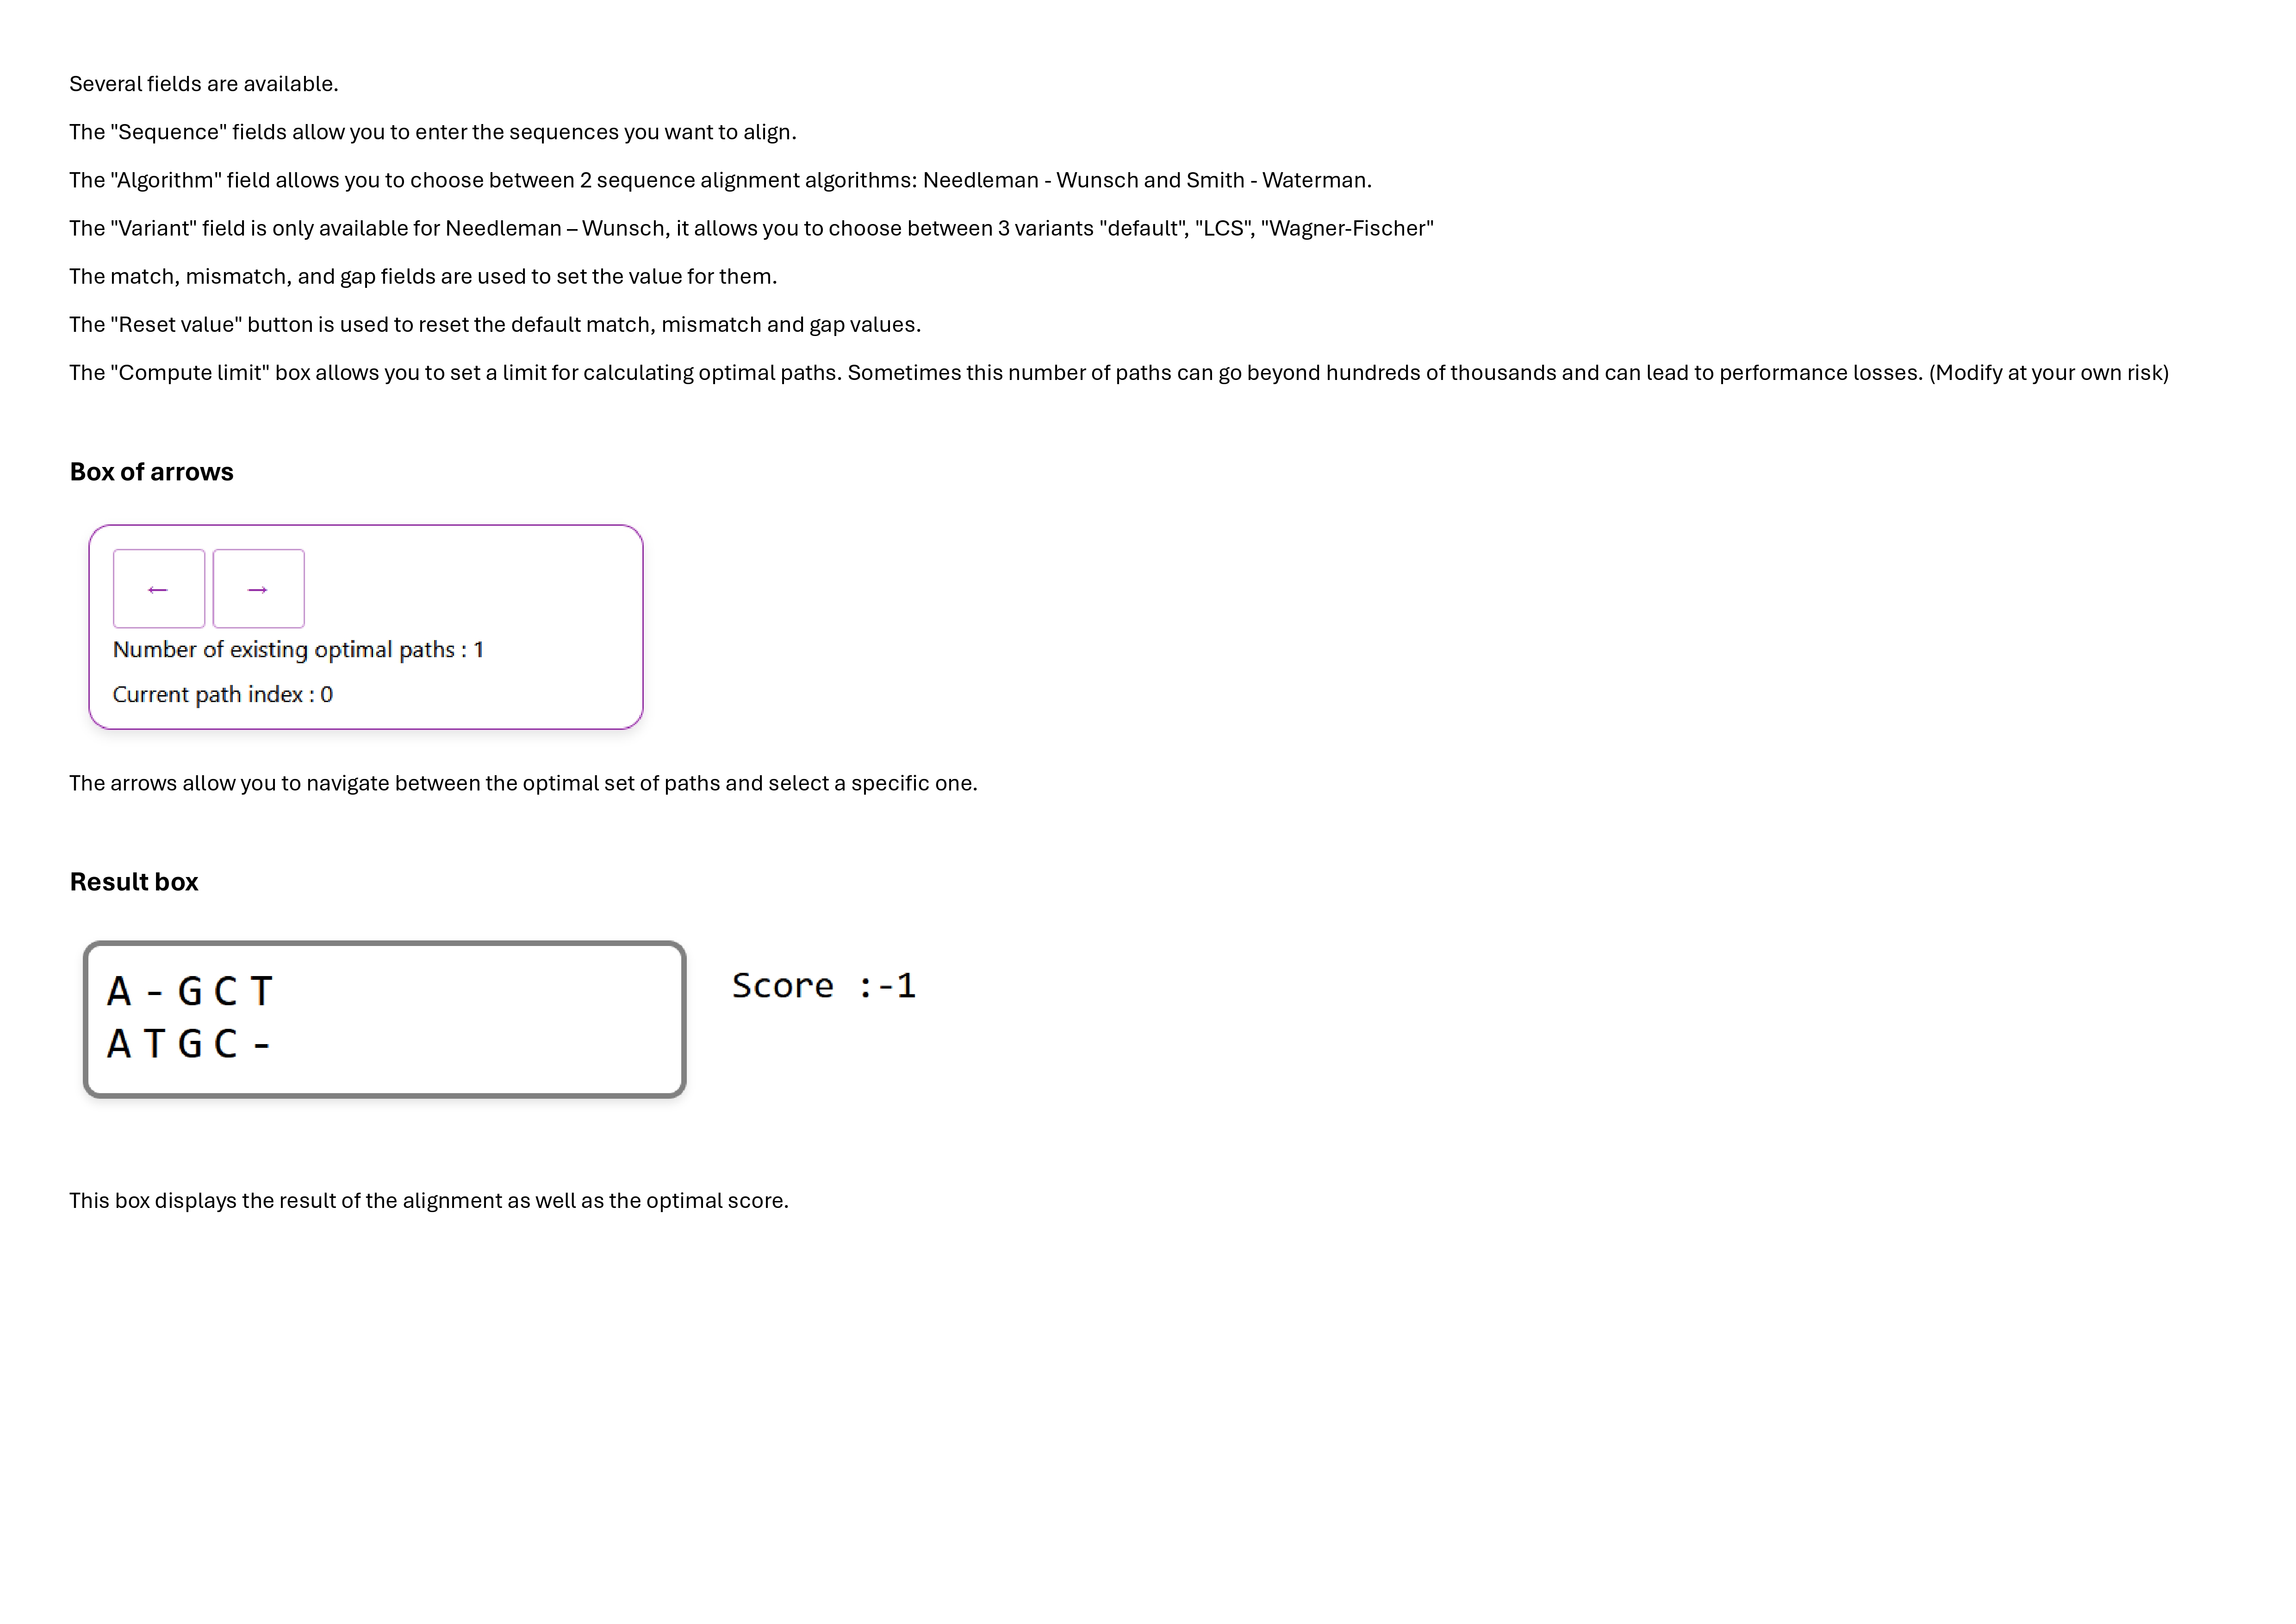 Several fields are available.
The "Sequence" fields allow you to enter the sequences you want to align.
The "Algorithm" field allows you to choose between 2 sequence alignment algorithms: Needleman - Wunsch and Smith - Waterman.
The "Variant" field is only available for Needleman – Wunsch, it allows you to choose between 3 variants "default", "LCS", "Wagner-Fischer"
The match, mismatch, and gap fields are used to set the value for them.
The "Reset value" button is used to reset the default match, mismatch and gap values.
The "Compute limit" box allows you to set a limit for calculating optimal paths. Sometimes this number of paths can go beyond hundreds of thousands and can lead to performance losses. (Modify at your own risk)
Box of arrows
← →
Number of existing optimal paths : 1
Current path index : 0
The arrows allow you to navigate between the optimal set of paths and select a specific one.
Result box
A - G C T
A T G C -
Score :-1
This box displays the result of the alignment as well as the optimal score.